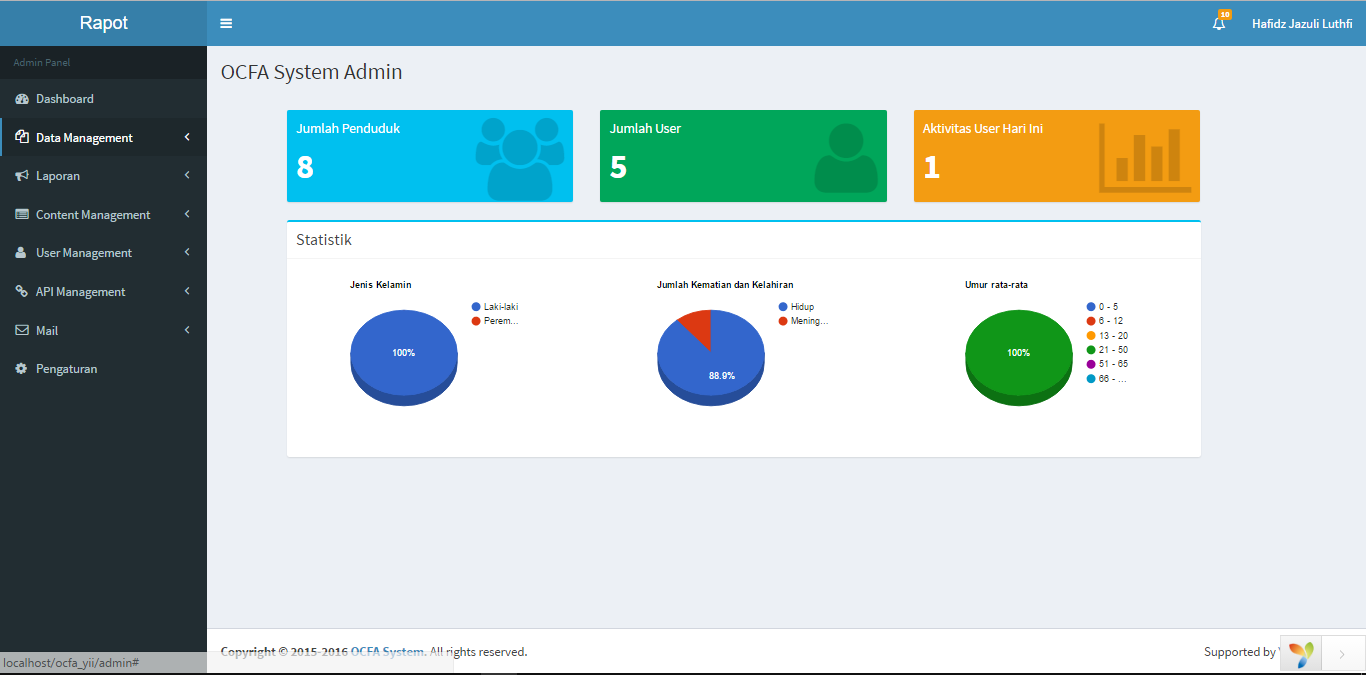 Rapot
10
Hafidz Jazuli Luthfi
Admin Panel
Dashboard
Data Management
Laporan
Content Management
User Management
API Management
Mail
Pengaturan
OCFA System Admin
Jumlah Penduduk
8
Jumlah User
5
Aktivitas User Hari Ini
1
Statistik
Jenis Kelamin
Laki-laki
Perem...
100%
Jumlah Kematian dan Kelahiran
Hidup
Mening...
88.9%
Umur rata-rata
0 - 5
6 - 12
13 - 20
21 - 50
51 - 65
66 - ...
100%
Copyright © 2015-2016 OCFA System. All rights reserved.
Supported by
localhost/ocfa_yii/admin#